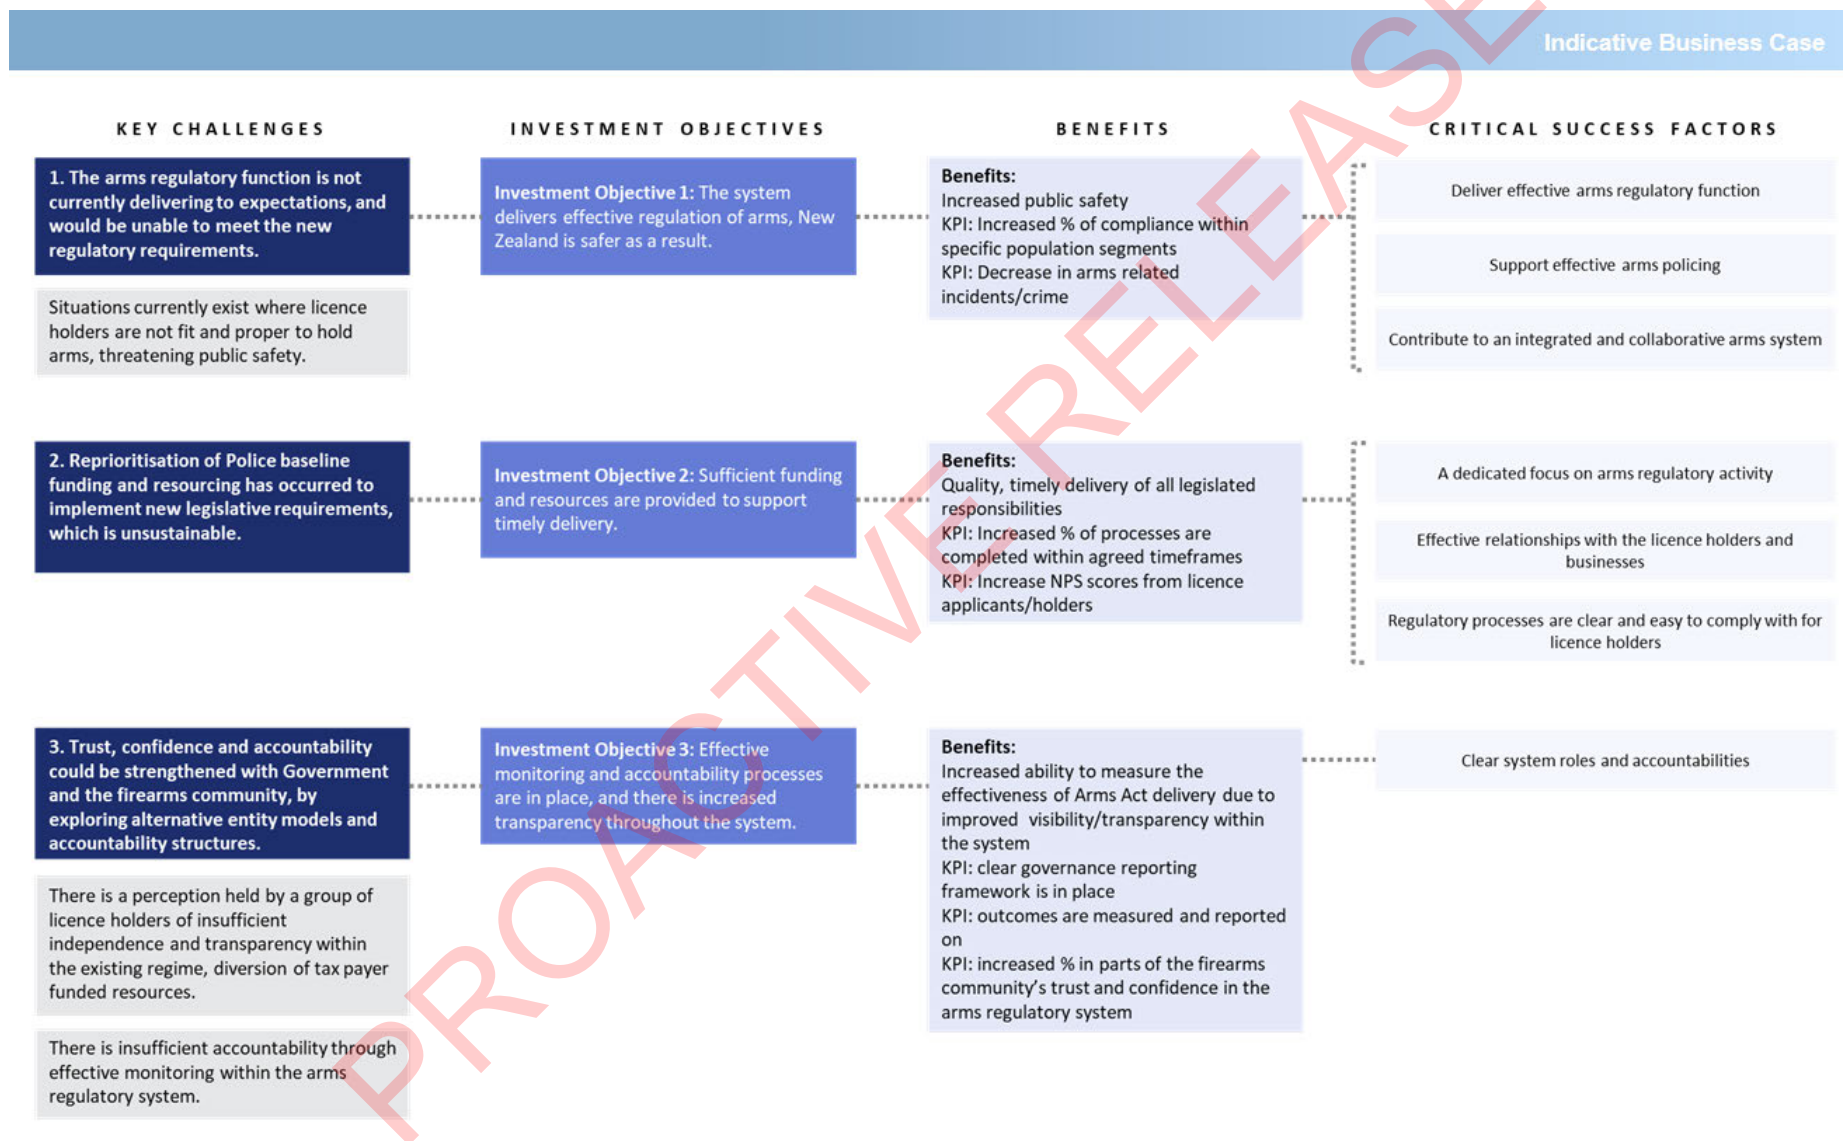 Indicative Business Case
KEY CHALLENGES
INVESTMENT OBJECTIVES
BENEFITS
CRITICAL SUCCESS FACTORS
1. The arms regulatory function is not
currently delivering to expectations, and
would be unable to meet the new
regulatory requirements.
Situations currently exist where licence
holders are not fit and proper to hold
arms, threatening public safety.
Investment Objective 1: The system
delivers effective regulation of arms, New
Zealand is safer as a result.
Benefits:
Increased public safety
KPI: Increased % of compliance within
specific population segments
KPI: Decrease in arms related
incidents/crime
Deliver effective arms regulatory function
Support effective arms policing
Contribute to an integrated and collaborative arms system
2. Reprioritisation of Police baseline
funding and resourcing has occurred to
implement new legislative requirements,
which is unsustainable.
Investment Objective 2: Sufficient funding
and resources are provided to support
timely delivery.
Benefits:
Quality, timely delivery of all legislated
responsibilities
KPI: Increased % of processes are
completed within agreed timeframes
KPI: Increase NPS scores from licence
applicants/holders
A dedicated focus on arms regulatory activity
Effective relationships with the licence holders and
businesses
Regulatory processes are clear and easy to comply with for
licence holders
3. Trust, confidence and accountability
could be strengthened with Government
and the firearms community, by
exploring alternative entity models and
accountability structures.
There is a perception held by a group of
licence holders of insufficient
independence and transparency within
the existing regime, diversion of tax payer
funded resources.
There is insufficient accountability through
effective monitoring within the arms
regulatory system.
Investment Objective 3: Effective
monitoring and accountability processes
are in place, and there is increased
transparency throughout the system.
Benefits:
Increased ability to measure the
effectiveness of Arms Act delivery due to
improved visibility/transparency within
the system
KPI: clear governance reporting
framework is in place
KPI: outcomes are measured and reported
on
KPI: increased % in parts of the firearms
community's trust and confidence in the
arms regulatory system
Clear system roles and accountabilities
PROACTIVE RELEASE